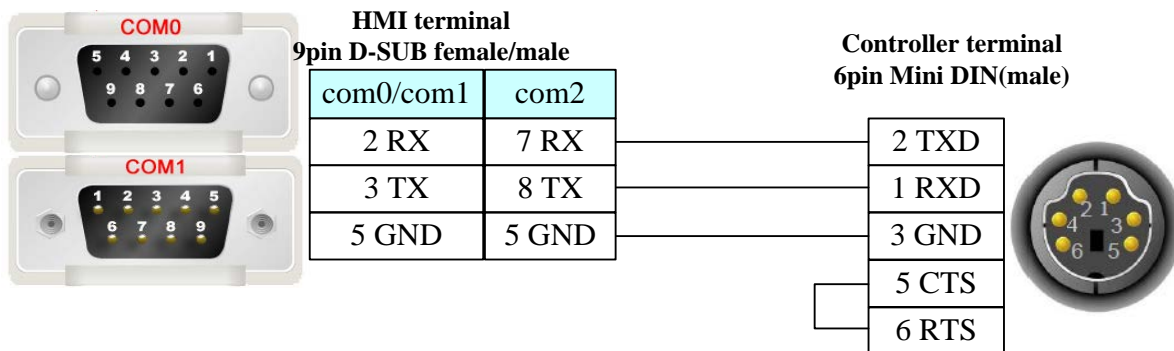 COM0
5 4 3 2 1
9 8 7 6
COM1
1 2 3 4 5
6 7 8 9
HMI terminal
9pin D-SUB female/male
com0/com1 com2
2 RX 7 RX
3 TX 8 TX
5 GND 5 GND
Controller terminal
6pin Mini DIN(male)
2 TXD
1 RXD
3 GND
5 CTS
6 RTS
2 1
4 3
6 5